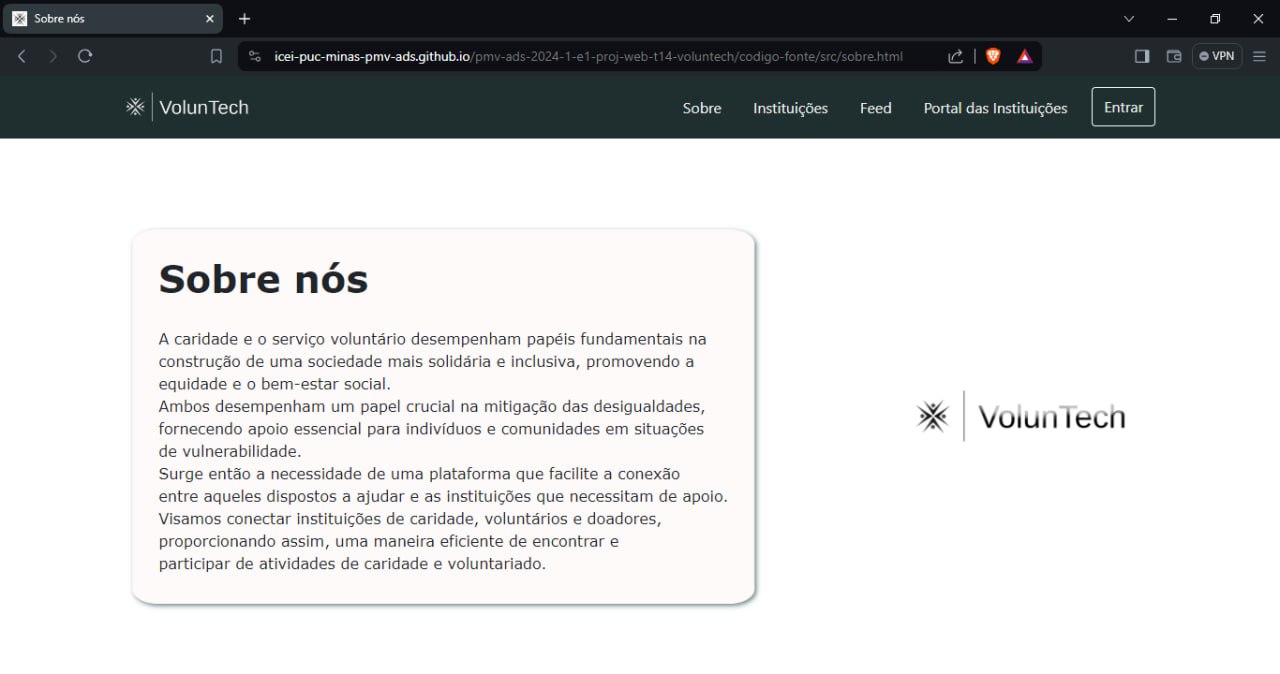 Sobre nós
icei-puc-minas-pmv-ads.github.io/pmv-ads-2024-1-e1-proj-web-t14-voluntech/codigo-fonte/src/sobre.html
VPN
VolunTech
Sobre
Instituições
Feed
Portal das Instituições
Entrar
Sobre nós
A caridade e o serviço voluntário desempenham papéis fundamentais na
construção de uma sociedade mais solidária e inclusiva, promovendo a
equidade e o bem-estar social.
Ambos desempenham um papel crucial na mitigação das desigualdades,
fornecendo apoio essencial para indivíduos e comunidades em situações
de vulnerabilidade.
Surge então a necessidade de uma plataforma que facilite a conexão
entre aqueles dispostos a ajudar e as instituições que necessitam de apoio.
Visamos conectar instituições de caridade, voluntários e doadores,
proporcionando assim, uma maneira eficiente de encontrar e
participar de atividades de caridade e voluntariado.
VolunTech